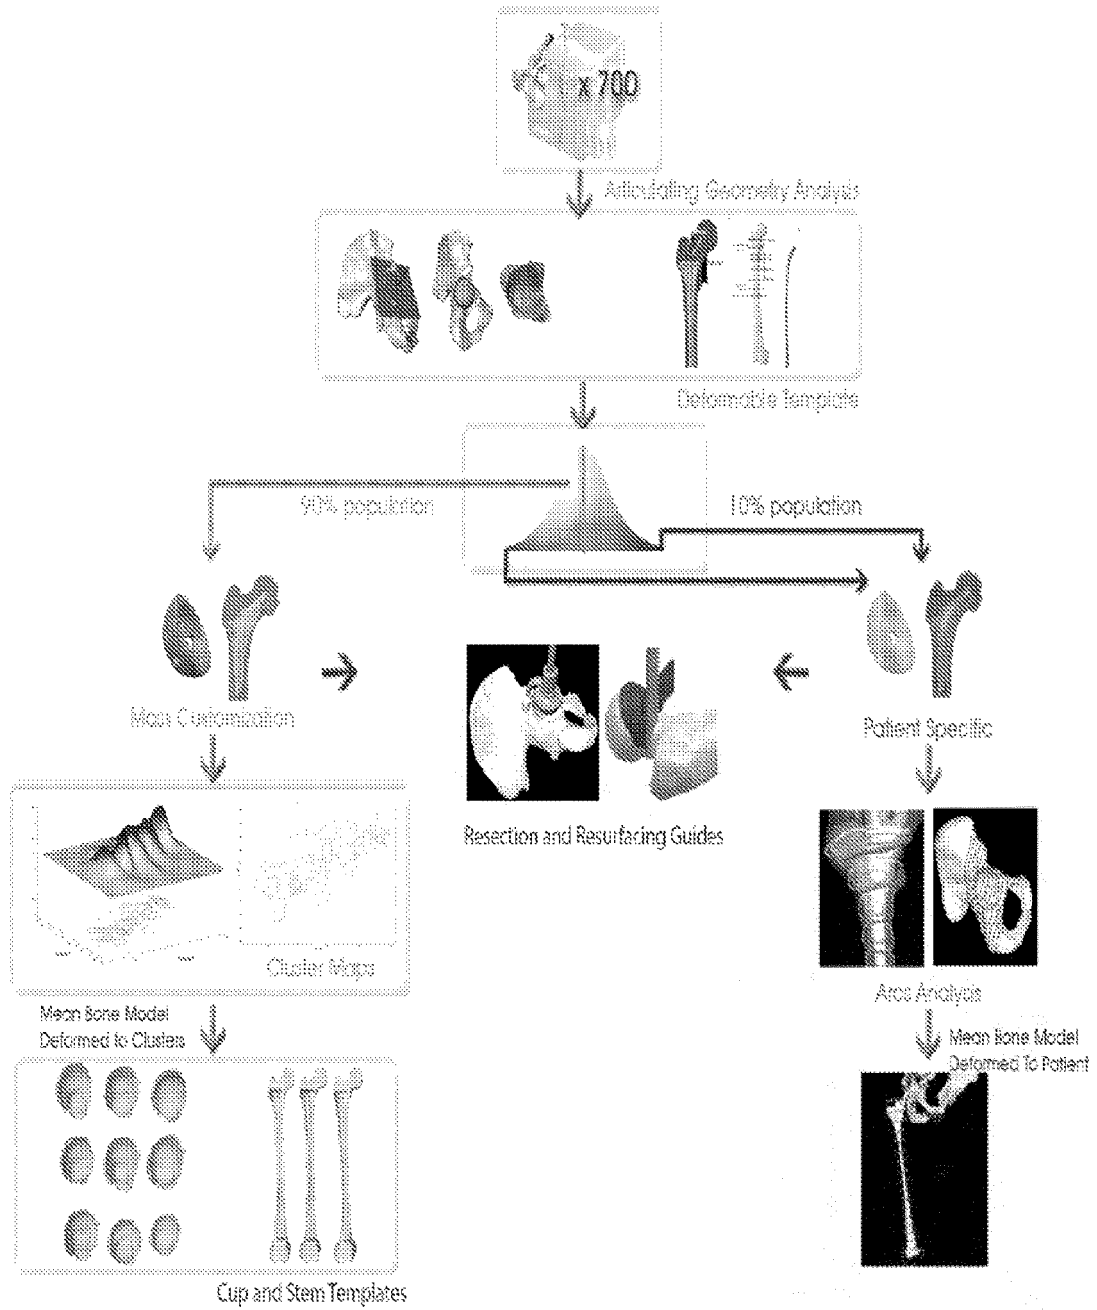 x 700
Articulating Geometry Analysis
Deformable Template
90% population
10% population
Mass Customization
Patient Specific
Resection and Resurfacing Guides
Cluster Maps
Arcs Analysis
Mean Bone Model
Deformed to Clusters
Mean Bone Model
Deformed To Patient
Cup and Stem Templates